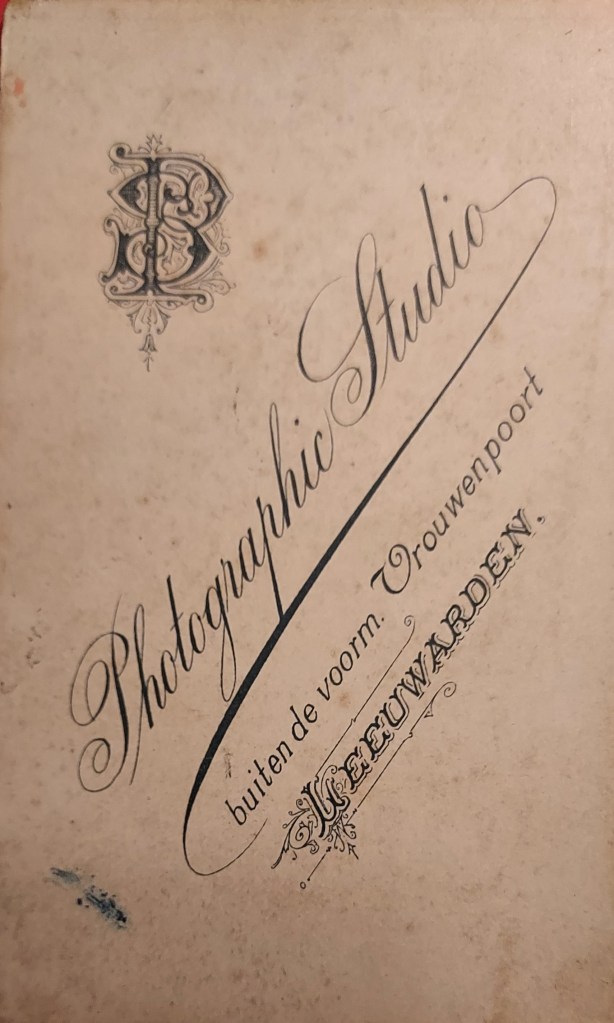 Photographic Studio
buiten de voorm. Vrouwenpoort
LEEUWARDEN.